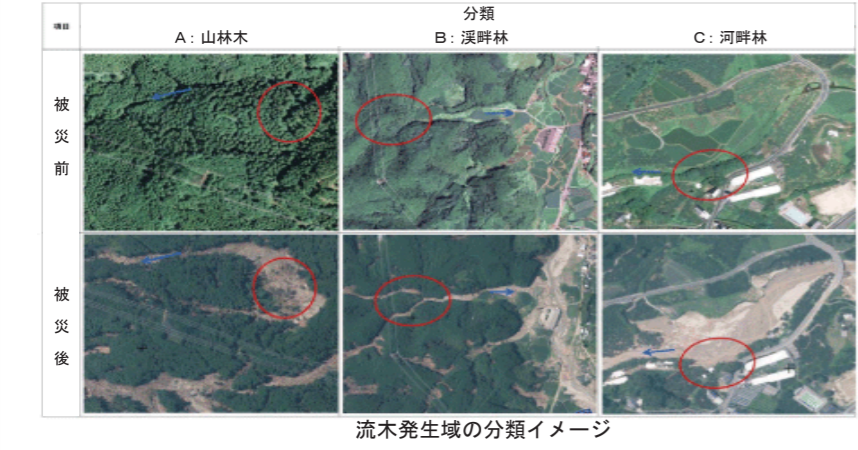 項目
分類
A：山林木
B：渓畔林
C：河畔林
被災前
被災後
流木発生域の分類イメージ